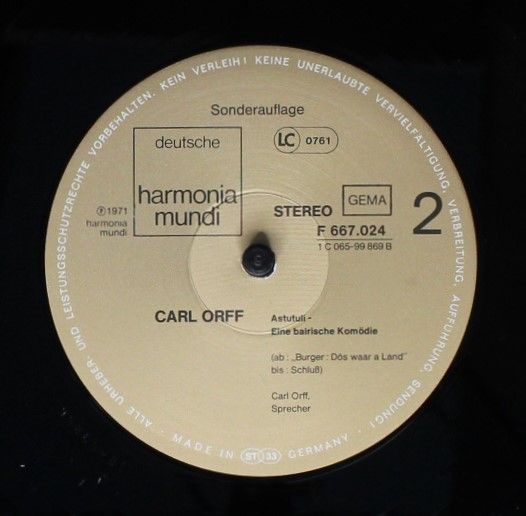 ALLE URHEBER- UND LEISTUNGSSCHUTZRECHTE VORBEHALTEN. KEIN VERLEIH! KEINE UNERLAUBTE VERVIELFÄLTIGUNG, VERBREITUNG, AUFFÜHRUNG, SENDUNG!
Sonderauflage
deutsche
harmonia
mundi
LC 0761
℗ 1971
harmonia
mundi
STEREO
GEMA
2
F 667.024
1 C 065-99 869 B
CARL ORFF
Astutuli -
Eine bairische Komödie
(ab: „Burger: Dös waar a Land"
bis: Schluß)
Carl Orff,
Sprecher
· MADE IN ST 33 GERMANY ·